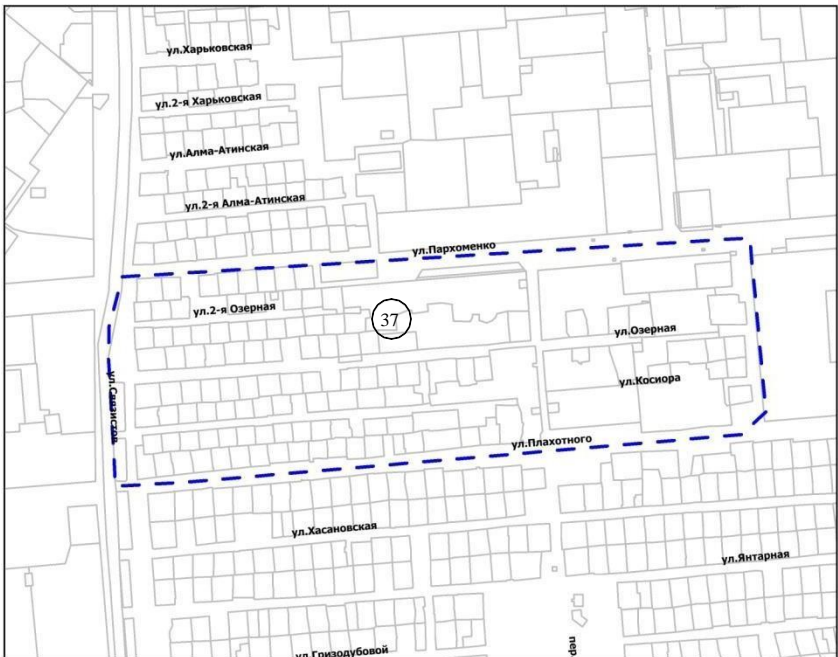 ул.Харьковская
ул.2-я Харьковская
ул.Алма-Атинская
ул.2-я Алма-Атинская
ул.Пархоменко
ул.2-я Озерная
37
ул.Озерная
ул.Косиора
ул.Связистов
ул.Плахотного
ул.Хасановская
ул.Янтарная
ул.Гризодубовой
пер